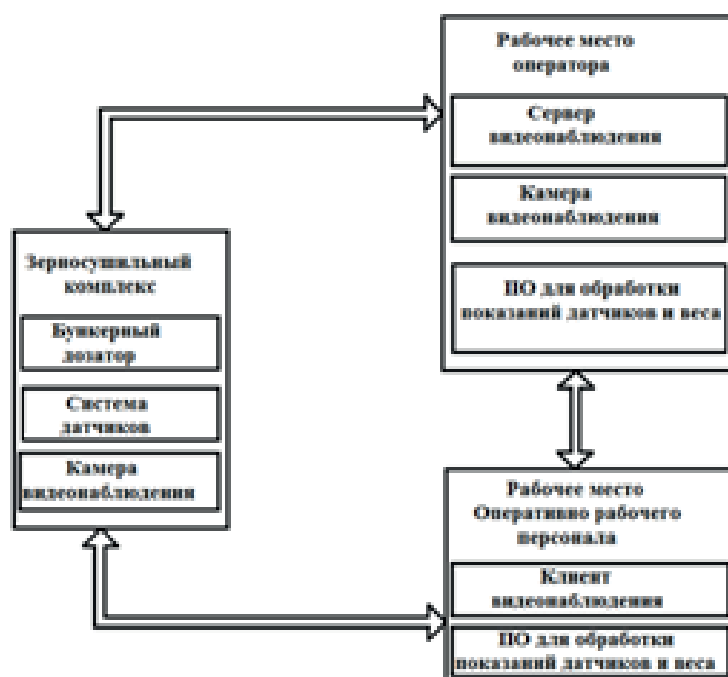 Рабочее место
оператора
Сервер
видеонаблюдения
Камера
видеонаблюдения
ПО для обработки
показаний датчиков и веса
Зерносушильный
комплекс
Бункерный
дозатор
Система
датчиков
Камера
видеонаблюдения
Рабочее место
Оперативно рабочего
персонала
Клиент
видеонаблюдения
ПО для обработки
показаний датчиков и веса